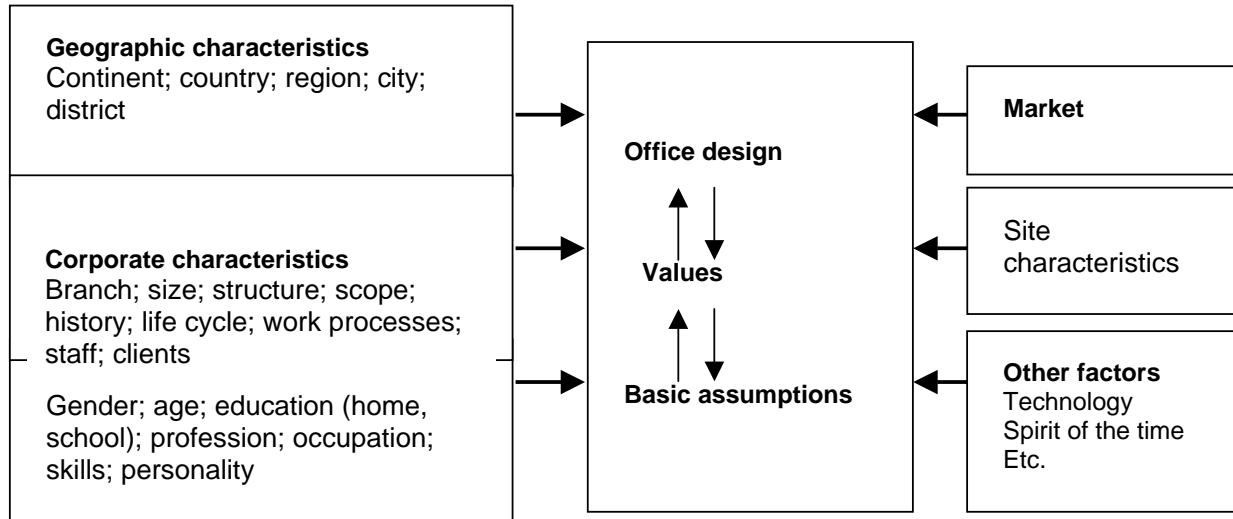 Geographic characteristics
Continent; country; region; city;
district
Corporate characteristics
Branch; size; structure; scope;
history; life cycle; work processes;
staff; clients
Gender; age; education (home,
school); profession; occupation;
skills; personality
Office design
Values
Basic assumptions
Market
Site
characteristics
Other factors
Technology
Spirit of the time
Etc.